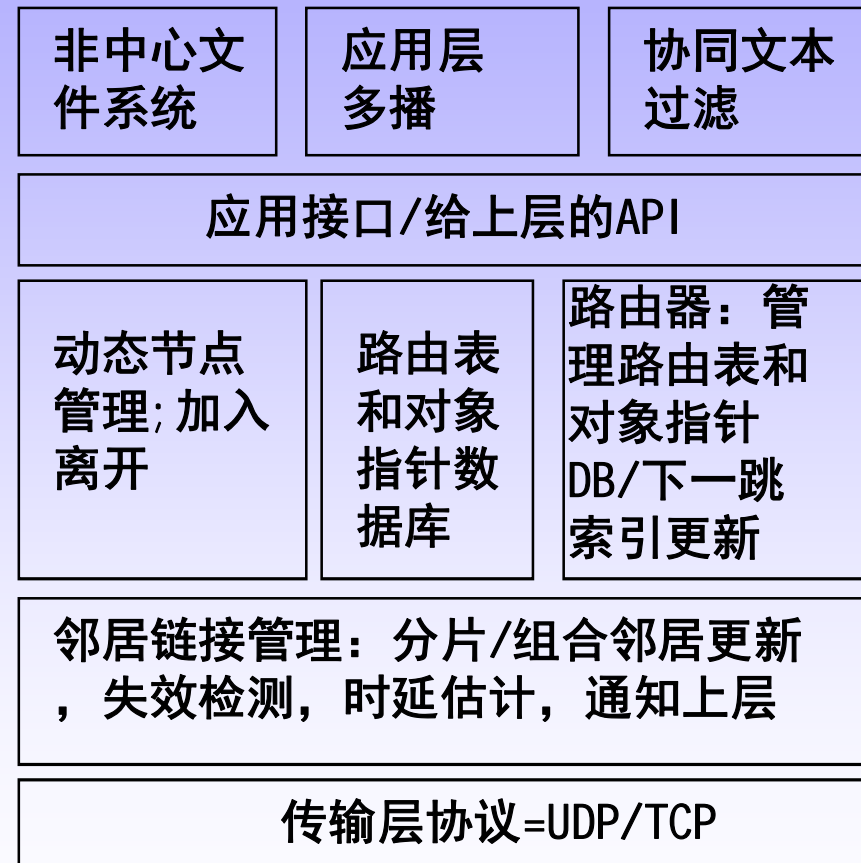 非中心文
件系统
应用层
多播
协同文本
过滤
应用接口/给上层的API
动态节点
管理;加入
离开
路由表
和对象
指针数
据库
路由器：管
理路由表和
对象指针
DB/下一跳
索引更新
邻居链接管理：分片/组合邻居更新
，失效检测，时延估计，通知上层
传输层协议=UDP/TCP